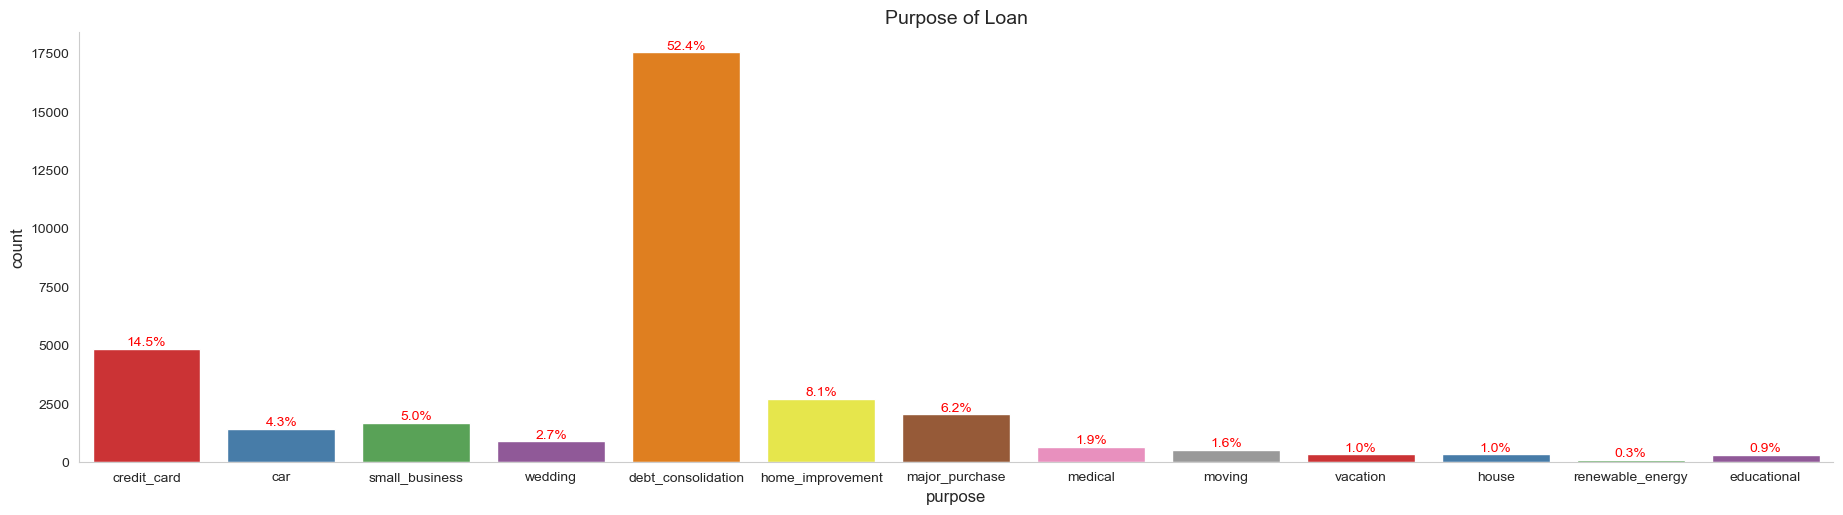 Purpose of Loan
count
17500
15000
12500
10000
7500
5000
2500
0
14.5%
4.3%
5.0%
2.7%
52.4%
8.1%
6.2%
1.9%
1.6%
1.0%
1.0%
0.3%
0.9%
credit_card
car
small_business
wedding
debt_consolidation
home_improvement
major_purchase
medical
moving
vacation
house
renewable_energy
educational
purpose